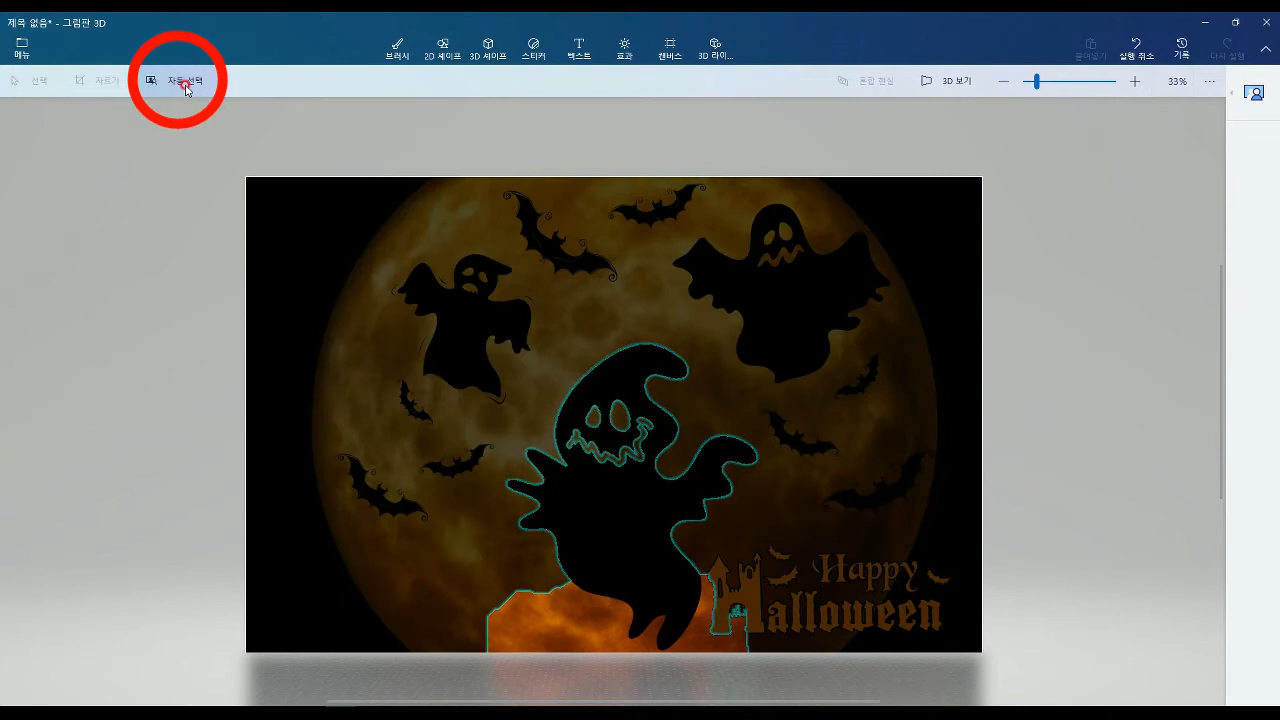 제목 없음* - 그림판 3D
메뉴
브러시
2D 셰이프
3D 셰이프
스티커
텍스트
효과
캔버스
3D 라이...
붙여넣기
실행 취소
기록
다시 실행
선택
자르기
자동 선택
혼합 현실
3D 보기
33%
Happy
Halloween